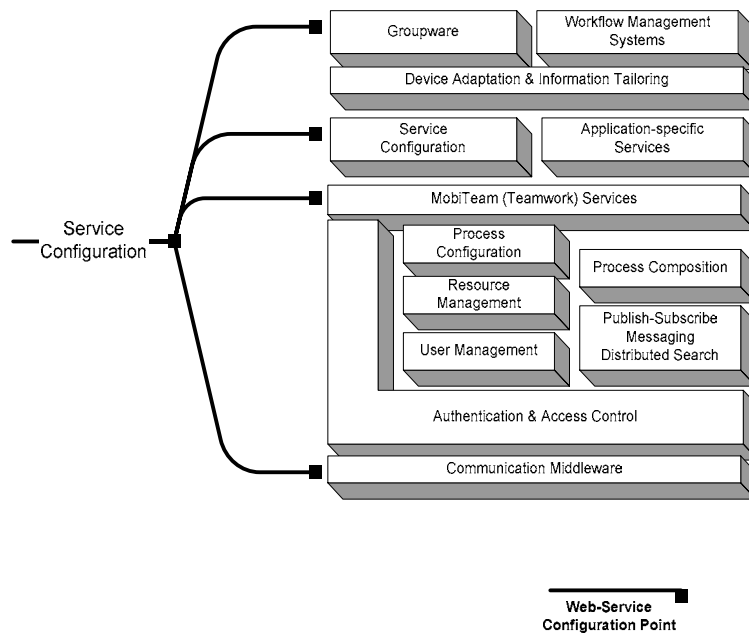 Groupware
Workflow Management
Systems
Device Adaptation & Information Tailoring
Service
Configuration
Application-specific
Services
MobiTeam (Teamwork) Services
Service
Configuration
Process
Configuration
Process Composition
Resource
Management
Publish-Subscribe
Messaging
Distributed Search
User Management
Authentication & Access Control
Communication Middleware
Web-Service
Configuration Point